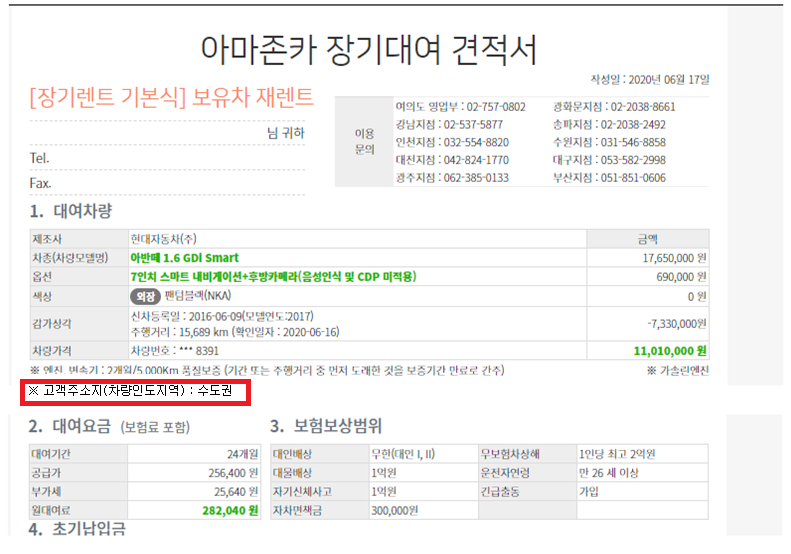 아마존카 장기대여 견적서
작성일 : 2020년 06월 17일
[장기렌트 기본식] 보유차 재렌트
님 귀하
Tel.
Fax.
이용
문의
여의도 영업부 : 02-757-0802 광화문지점 : 02-2038-8661
강남지점 : 02-537-5877 송파지점 : 02-2038-2492
인천지점 : 032-554-8820 수원지점 : 031-546-8858
대전지점 : 042-824-1770 대구지점 : 053-582-2998
광주지점 : 062-385-0133 부산지점 : 051-851-0606
1. 대여차량
제조사 현대자동차(주) 금액
차종(차량모델명) 아반떼 1.6 GDi Smart 17,650,000 원
옵션 7인치 스마트 내비게이션+후방카메라(음성인식 및 CDP 미적용) 690,000 원
색상 외장 팬텀블랙(NKA) 0 원
감가상각 신차등록일 : 2016-06-09(모델연도:2017)
주행거리 : 15,689 km (확인일자 : 2020-06-16) -7,330,000원
차량가격 차량번호 : *** 8391 11,010,000 원
※ 엔진, 변속기 : 2개월/5,000Km 품질보증 (기간 또는 주행거리 중 먼저 도래한 것을 보증기간 만료로 간주) ※ 가솔린엔진
※ 고객주소지(차량인도지역) : 수도권
2. 대여요금 (보험료 포함)
대여기간 24개월
공급가 256,400 원
부가세 25,640 원
월대여료 282,040 원
3. 보험보상범위
대인배상 무한(대인 I, II) 무보험차상해 1인당 최고 2억원
대물배상 1억원 운전자연령 만 26 세 이상
자기신체사고 1억원 긴급출동 가입
자차면책금 300,000원
4. 초기납입금